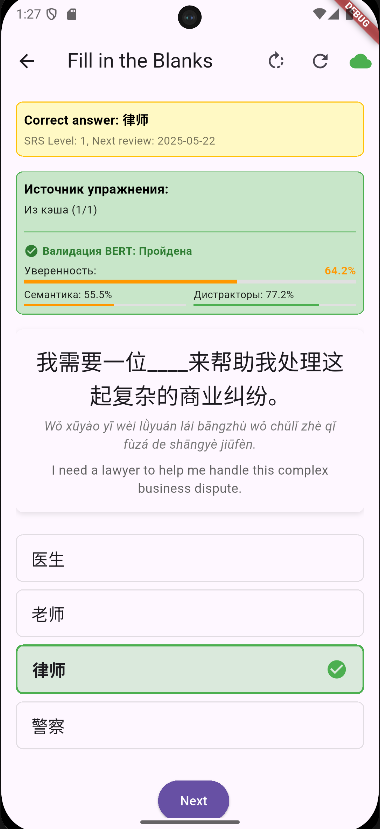 1:27
DEBUG
Fill in the Blanks
Correct answer: 律师
SRS Level: 1, Next review: 2025-05-22
Источник упражнения:
Из кэша (1/1)
Валидация BERT: Пройдена
Уверенность: 64.2%
Семантика: 55.5% Дистракторы: 77.2%
我需要一位____来帮助我处理这
起复杂的商业纠纷。
Wǒ xūyào yī wèi lǜyuán lái bāngzhù wǒ chǔlǐ zhè qǐ
fùzá de shāngyè jiūfēn.
I need a lawyer to help me handle this complex
business dispute.
医生
老师
律师
警察
Next